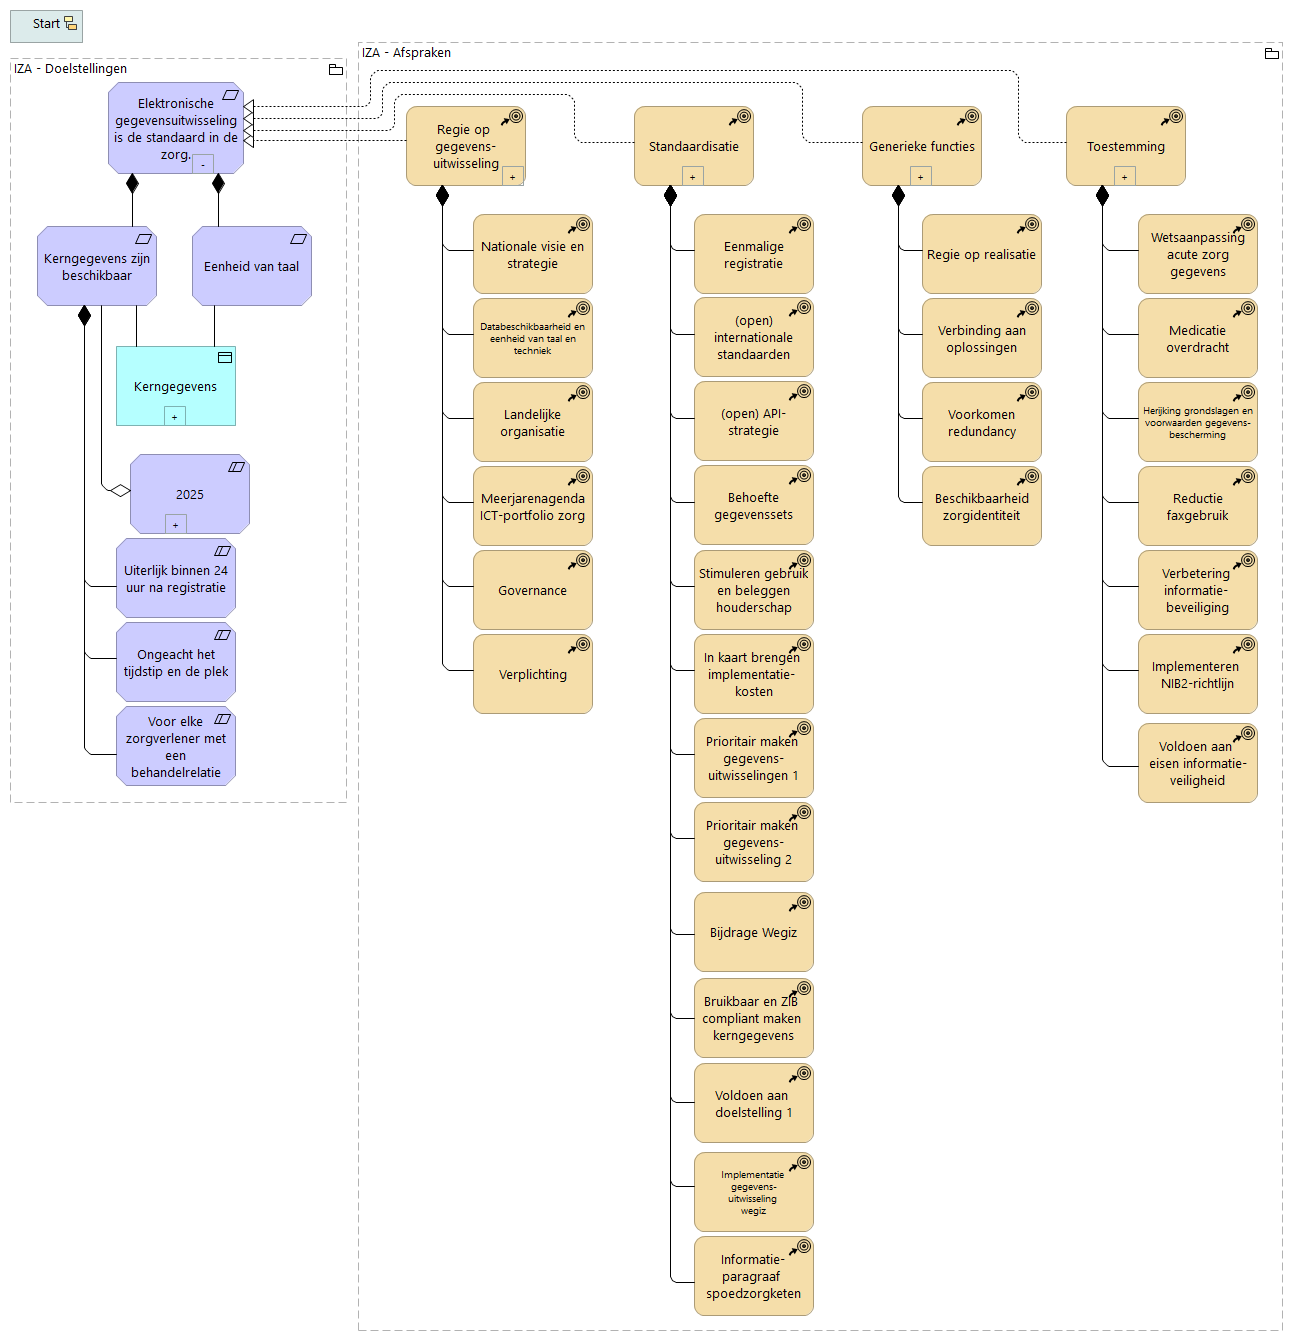 Start
IZA - Doelstellingen
Elektronische
gegevensuitwisseling
is de standaard in de
zorg.
-
Kerngegevens zijn
beschikbaar
Eenheid van taal
Kerngegevens
+
2025
+
Uiterlijk binnen 24
uur na registratie
Ongeacht het
tijdstip en de plek
Voor elke
zorgverlener met
een
behandelrelatie
IZA - Afspraken
Regie op
gegevens-
uitwisseling
+
Nationale visie en
strategie
Databeschikbaarheid en
eenheid van taal en
techniek
Landelijke
organisatie
Meerjarenagenda
ICT-portfolio zorg
Governance
Verplichting
Standaardisatie
+
Eenmalige
registratie
(open)
internationale
standaarden
(open) API-
strategie
Behoefte
gegevenssets
Stimuleren gebruik
en beleggen
houderschap
In kaart brengen
implementatie-
kosten
Prioritair maken
gegevens-
uitwisselingen 1
Prioritair maken
gegevens-
uitwisseling 2
Bijdrage Wegiz
Bruikbaar en ZIB
compliant maken
kerngegevens
Voldoen aan
doelstelling 1
Implementatie
gegevens-
uitwisseling
wegiz
Informatie-
paragraaf
spoedzorgketen
Generieke functies
+
Regie op realisatie
Verbinding aan
oplossingen
Voorkomen
redundancy
Beschikbaarheid
zorgidentiteit
Toestemming
+
Wetsaanpassing
acute zorg
gegevens
Medicatie
overdracht
Herijking grondslagen en
voorwaarden gegevens-
bescherming
Reductie
faxgebruik
Verbetering
informatie-
beveiliging
Implementeren
NIB2-richtlijn
Voldoen aan
eisen informatie-
veiligheid